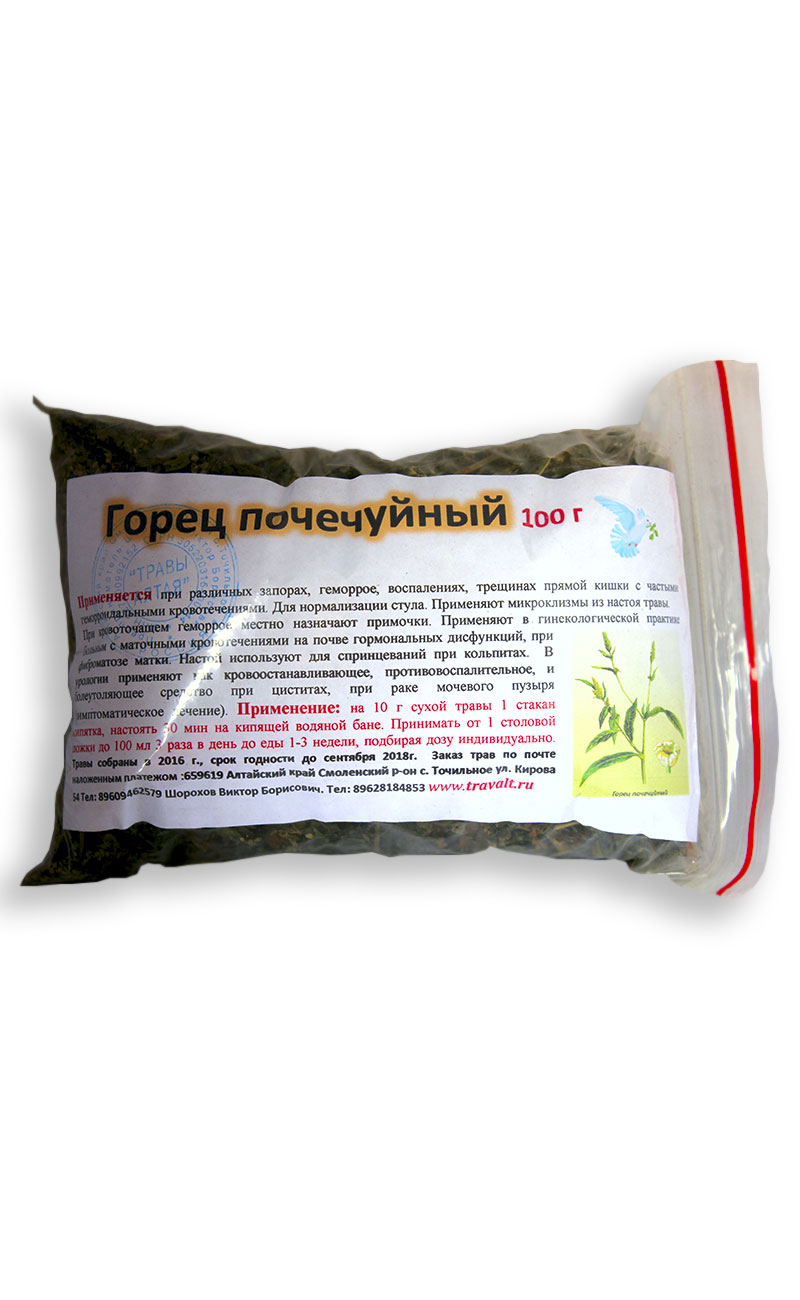 Горец почечуйный 100 г
"ТРАВЫ
АЛТАЯ"
Применяется при различных запорах, геморрое, воспалениях, трещинах прямой кишки с частыми
геморроидальными кровотечениями. Для нормализации стула. Применяют микроклизмы из настоя травы.
При кровоточащем геморрое местно назначают примочки. Применяют в гинекологической практике
больным с маточными кровотечениями на почве гормональных дисфункций, при
фиброматозе матки. Настой используют для спринцеваний при кольпитах. В
урологии применяют как кровоостанавливающее, противовоспалительное, и
болеутоляющее средство при циститах, при раке мочевого пузыря
(симптоматическое лечение). Применение: на 10 г сухой травы 1 стакан
кипятка, настоять 30 мин на кипящей водяной бане. Принимать от 1 столовой
ложки до 100 мл 3 раза в день до еды 1-3 недели, подбирая дозу индивидуально.
Травы собраны в 2016 г., срок годности до сентября 2018г. Заказ трав по почте
наложенным платежом :659619 Алтайский край Смоленский р-он с. Точильное ул. Кирова
54 Тел: 89609462579 Шорохов Виктор Борисович. Тел: 89628184853 www.travalt.ru
Горец почечуйный